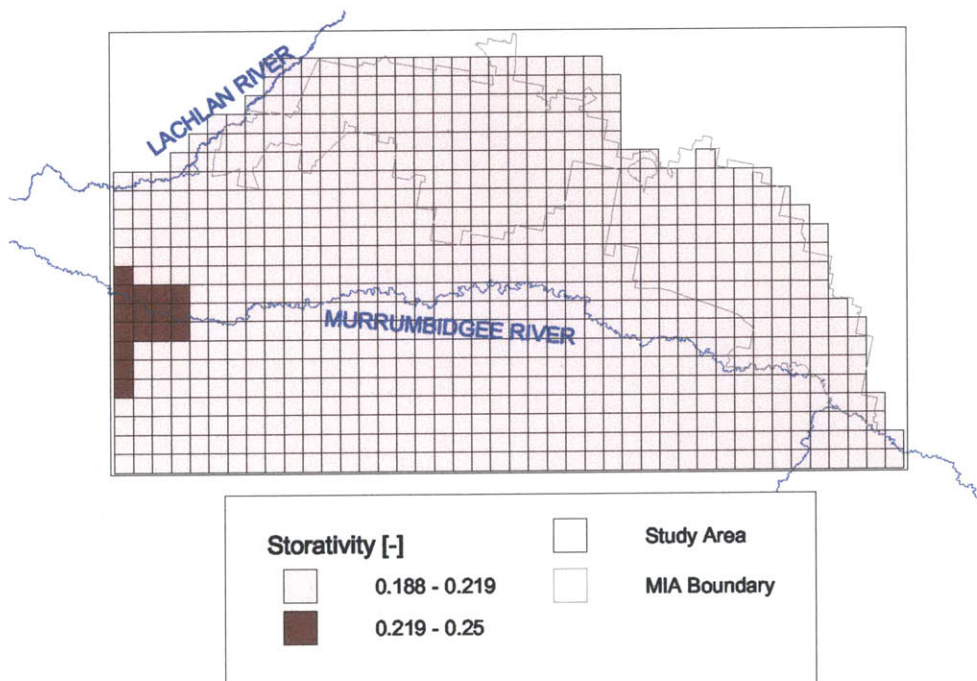 LACHLAN RIVER
MURRUMBIDGEE RIVER
Storativity [-]
0.188 - 0.219
0.219 - 0.25
Study Area
MIA Boundary